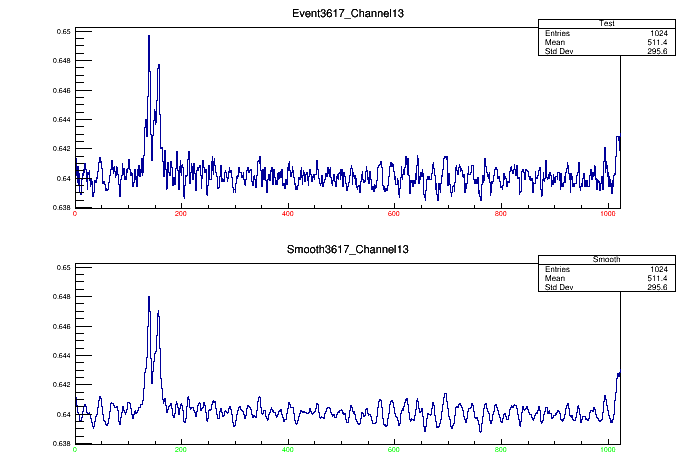 Event3617_Channel13
Test
Entries 1024
Mean 511.4
Std Dev 295.6
0.65
0.648
0.646
0.644
0.642
0.64
0.638
0 200 400 600 800 1000
Smooth3617_Channel13
Smooth
Entries 1024
Mean 511.4
Std Dev 295.6
0.65
0.648
0.646
0.644
0.642
0.64
0.638
0 200 400 600 800 1000